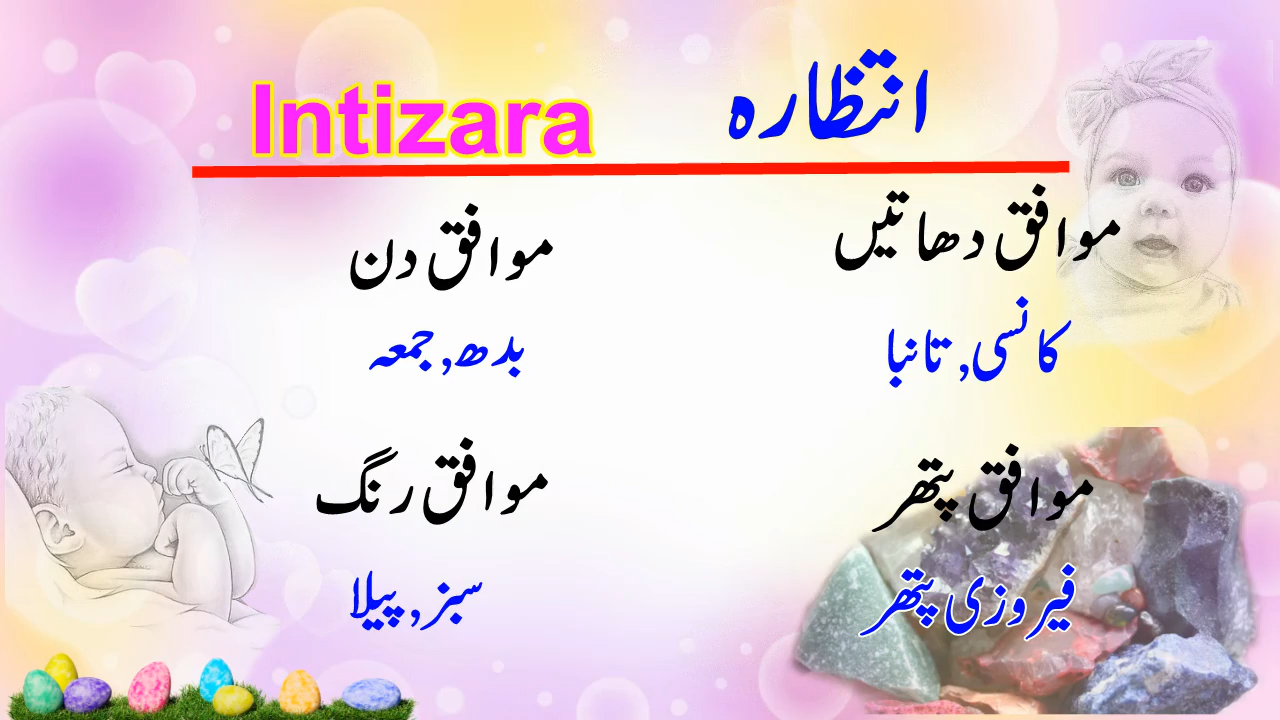 Intizara انتظارہ
موافق دھاتیں
کانسی, تانبا
موافق دن
بدھ, جمعہ
موافق پتھر
فیروزی پتھر
موافق رنگ
سبز, پیلا